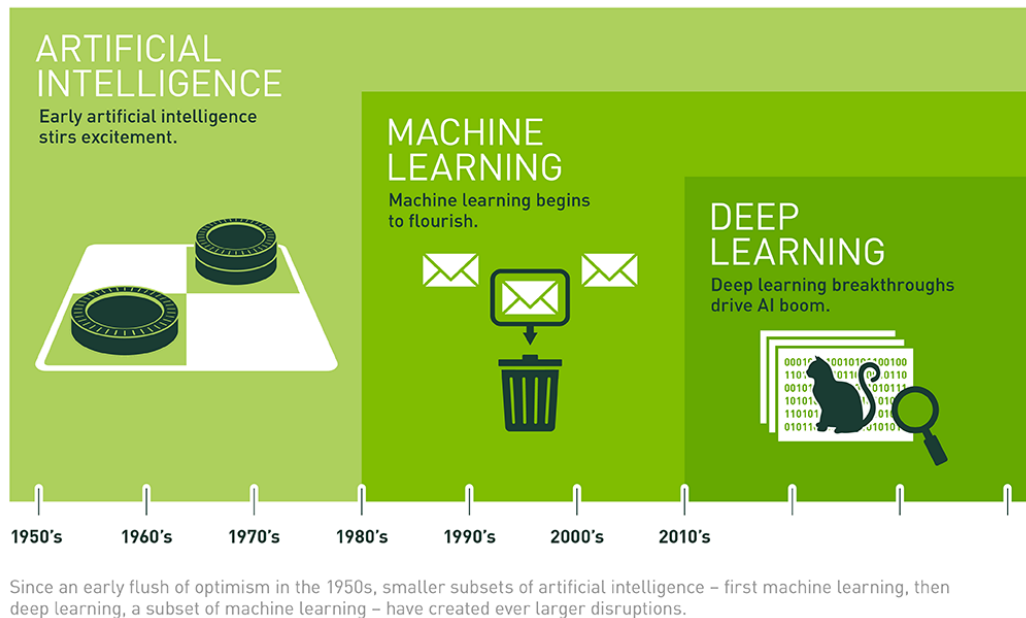 ARTIFICIAL
INTELLIGENCE
Early artificial intelligence
stirs excitement.
MACHINE
LEARNING
Machine learning begins
to flourish.
DEEP
LEARNING
Deep learning breakthroughs
drive AI boom.
1950's
1960's
1970's
1980's
1990's
2000's
2010's
Since an early flush of optimism in the 1950s, smaller subsets of artificial intelligence – first machine learning, then
deep learning, a subset of machine learning – have created ever larger disruptions.